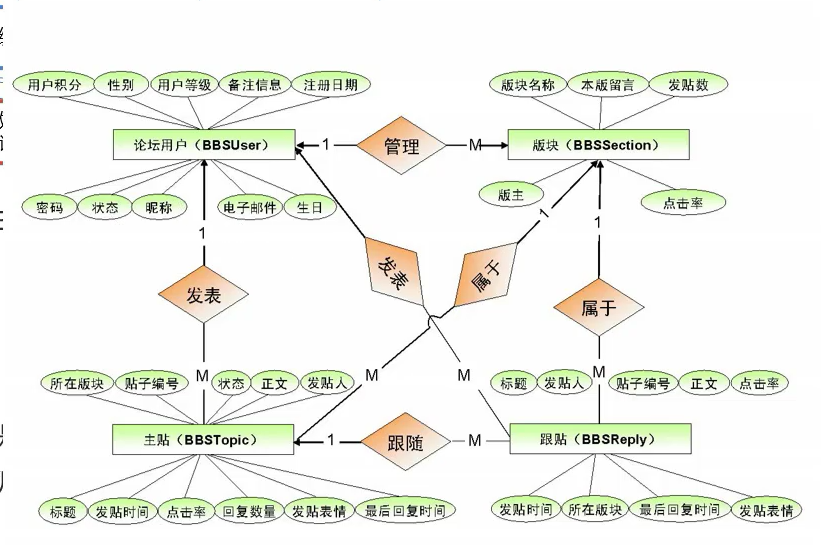 用户积分 性别 用户等级 备注信息 注册日期
版块名称 本版留言 发贴数
论坛用户（BBSUser） 1 管理 M 版块（BBSSection）
密码 状态 昵称 电子邮件 生日
版主 点击率
1 1 1
发表 发表 属于 属于
M M M M
所在版块 贴子编号 状态 正文 发贴人
标题 发贴人 贴子编号 正文 点击率
主贴（BBSTopic） 1 跟随 M 跟贴（BBSReply）
标题 发贴时间 点击率 回复数量 发贴表情 最后回复时间
发贴时间 所在版块 最后回复时间 发贴表情